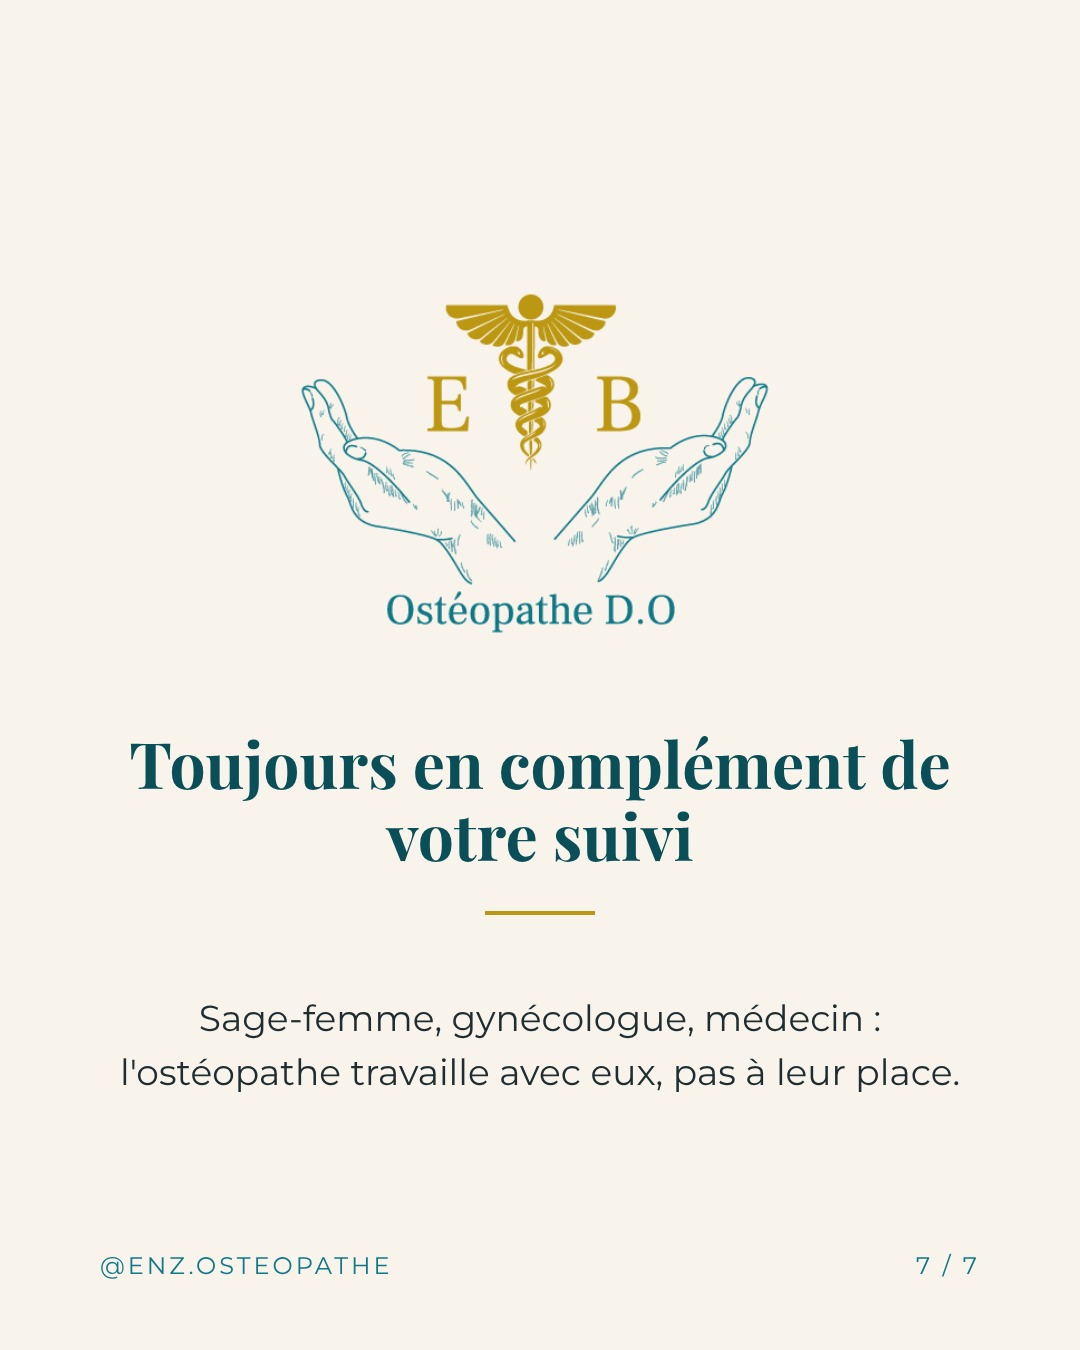 E B
Ostéopathe D.O
Toujours en complément de
votre suivi
Sage-femme, gynécologue, médecin :
l'ostéopathe travaille avec eux, pas à leur place.
@ENZ.OSTEOPATHE
7 / 7